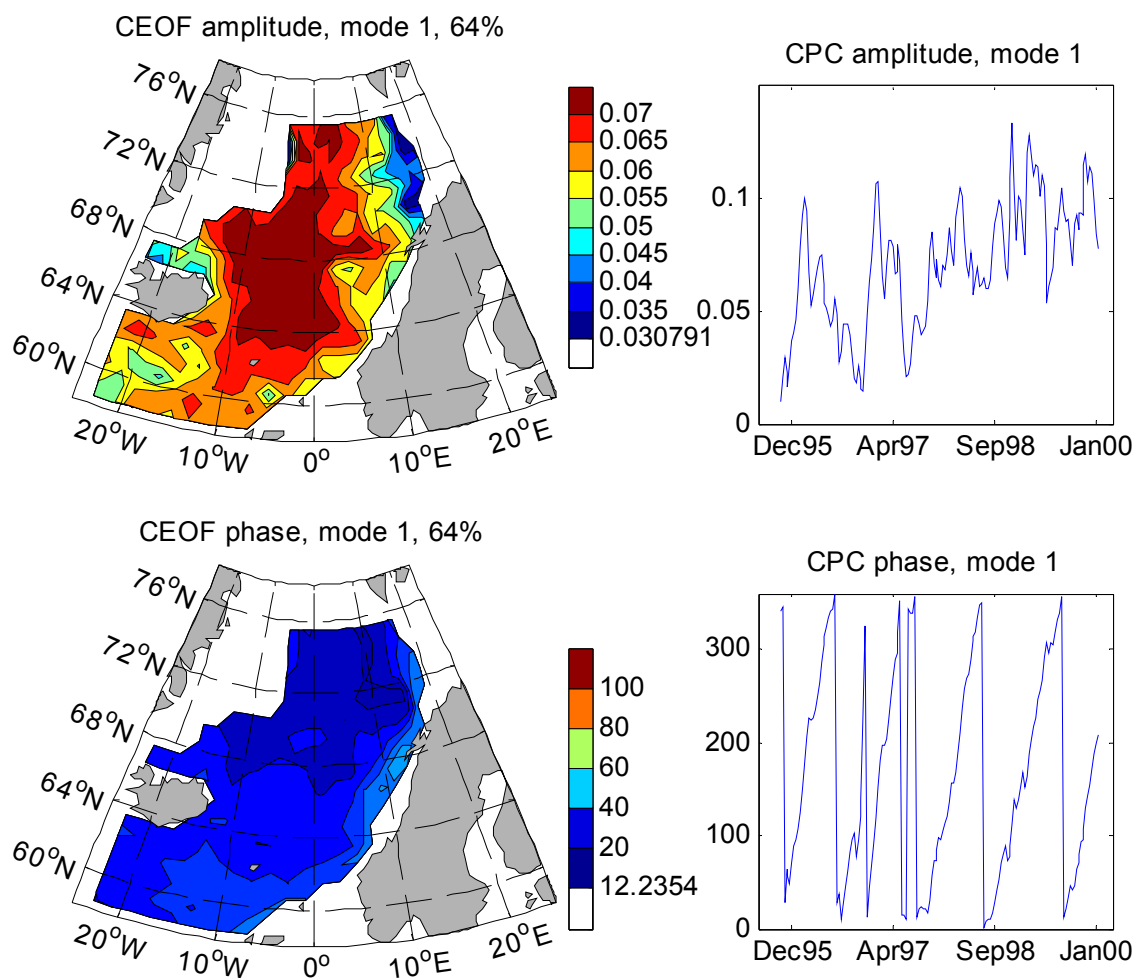 CEOF amplitude, mode 1, 64%
76°N
72°N
68°N
64°N
60°N
20°W
10°W
0°
10°E
20°E
0.07
0.065
0.06
0.055
0.05
0.045
0.04
0.035
0.030791
CPC amplitude, mode 1
0.1
0.05
0
Dec95
Apr97
Sep98
Jan00
CEOF phase, mode 1, 64%
76°N
72°N
68°N
64°N
60°N
20°W
10°W
0°
10°E
20°E
100
80
60
40
20
12.2354
CPC phase, mode 1
300
200
100
0
Dec95
Apr97
Sep98
Jan00